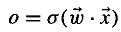 o = σ(w⃗ · x⃗)